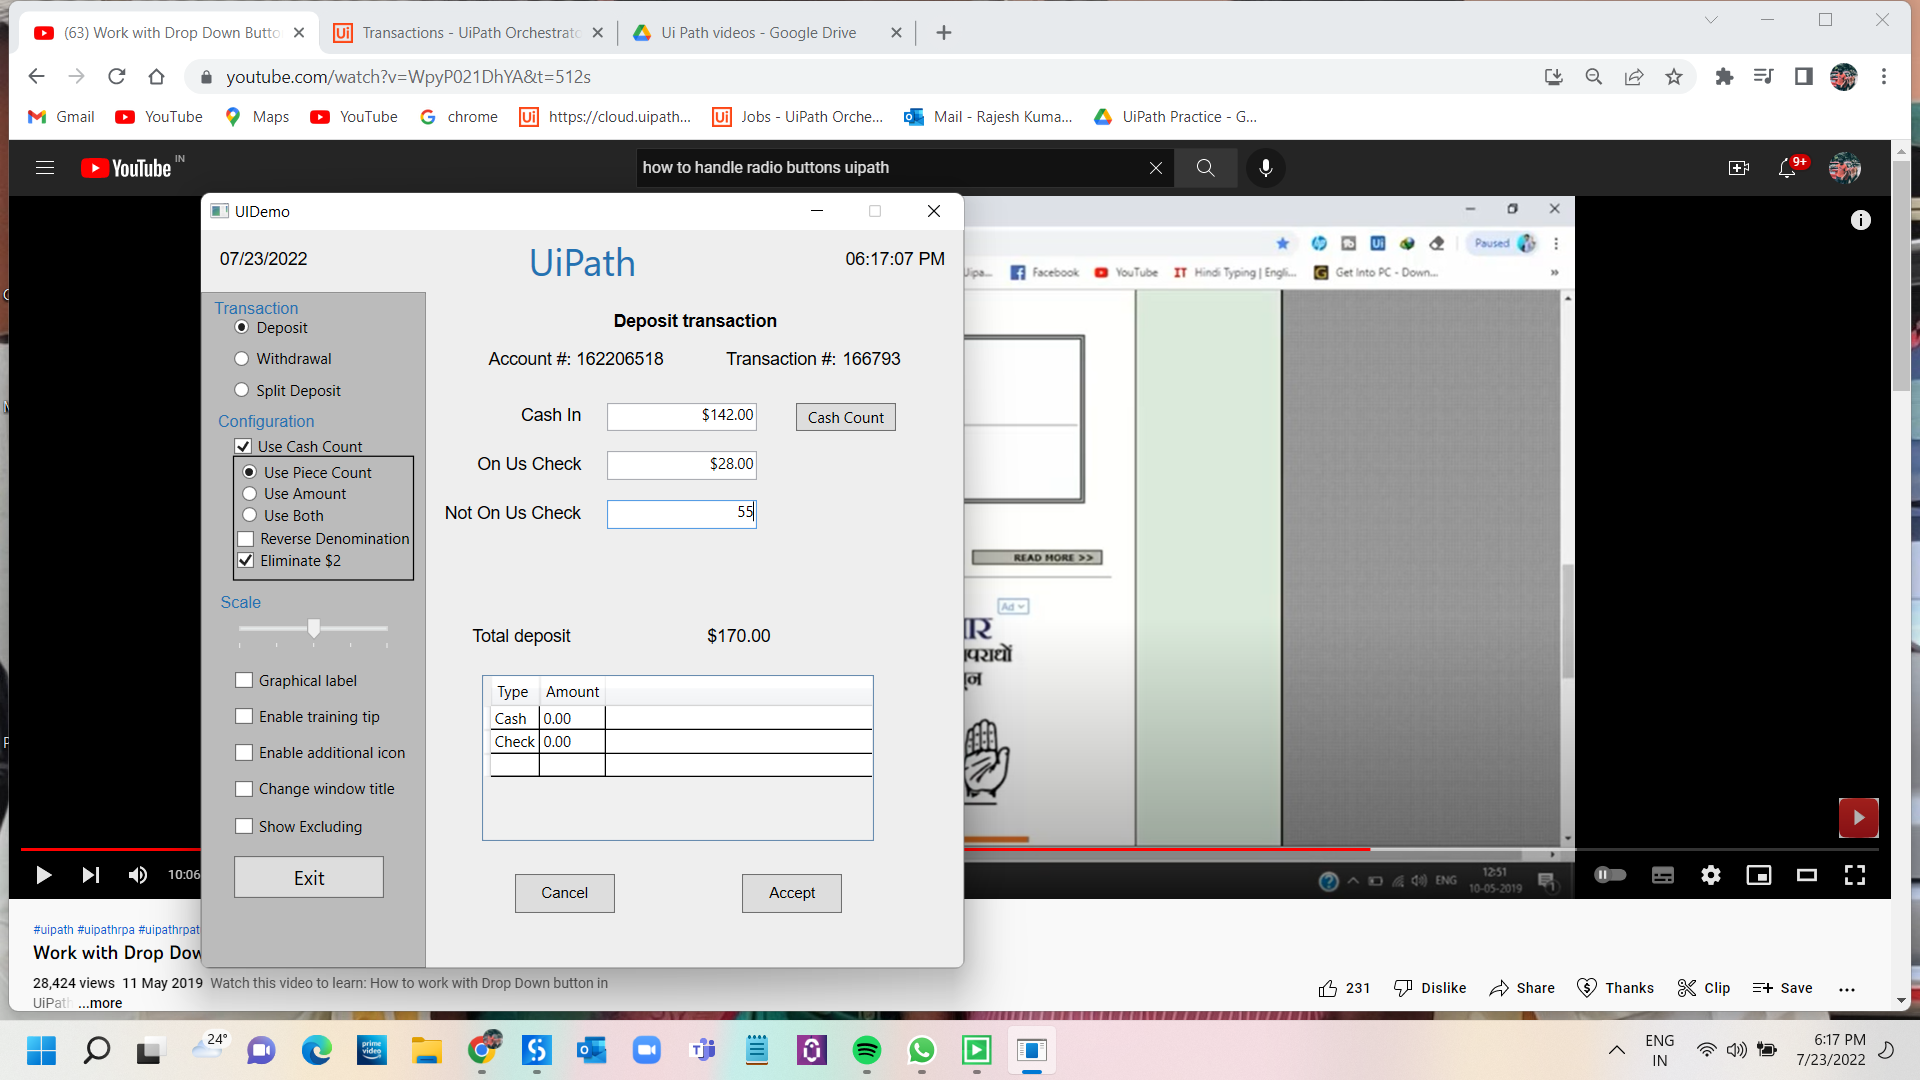 (63) Work with Drop Down Butto
Transactions - UiPath Orchestrato
Ui Path videos - Google Drive
youtube.com/watch?v=WpyP021DhYA&t=512s
Gmail
YouTube
Maps
YouTube
chrome
https://cloud.uipath...
Jobs - UiPath Orche...
Mail - Rajesh Kuma...
UiPath Practice - G...
YouTube IN
how to handle radio buttons uipath
9+
UIDemo
07/23/2022
UiPath
06:17:07 PM
Paused
Facebook
YouTube
Hindi Typing | Engli...
Get Into PC - Down...
Transaction
Deposit
Withdrawal
Split Deposit
Configuration
Use Cash Count
Use Piece Count
Use Amount
Use Both
Reverse Denomination
Eliminate $2
Scale
Graphical label
Enable training tip
Enable additional icon
Change window title
Show Excluding
Exit
Deposit transaction
Account #: 162206518
Transaction #: 166793
Cash In
$142.00
Cash Count
On Us Check
$28.00
Not On Us Check
55
Total deposit
$170.00
Type Amount
Cash 0.00
Check 0.00
Cancel
Accept
READ MORE >>
Ad
10:06
ENG
12:51
10-05-2019
#uipath #uipathrpa #uipathrpat
Work with Drop Dow
28,424 views 11 May 2019 Watch this video to learn: How to work with Drop Down button in
UiPath ...more
231
Dislike
Share
Thanks
Clip
Save
24°
prime video
ENG
IN
6:17 PM
7/23/2022